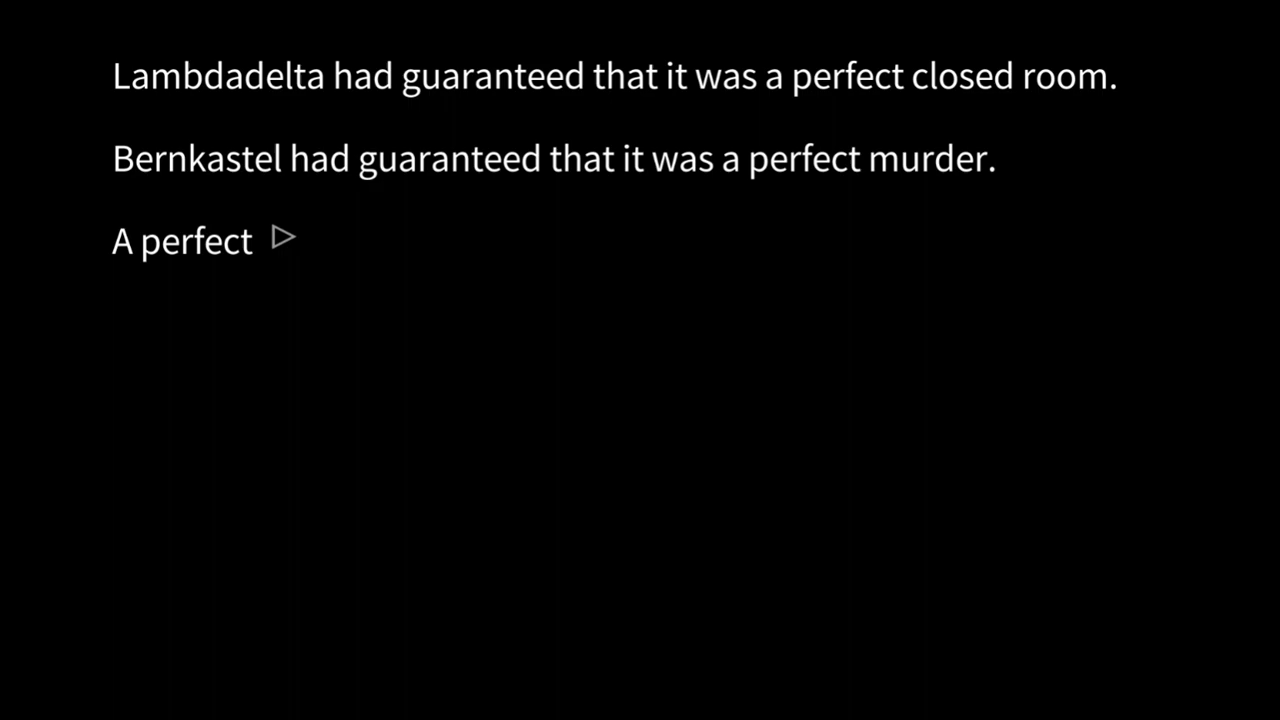 Lambdadelta had guaranteed that it was a perfect closed room.
Bernkastel had guaranteed that it was a perfect murder.
A perfect